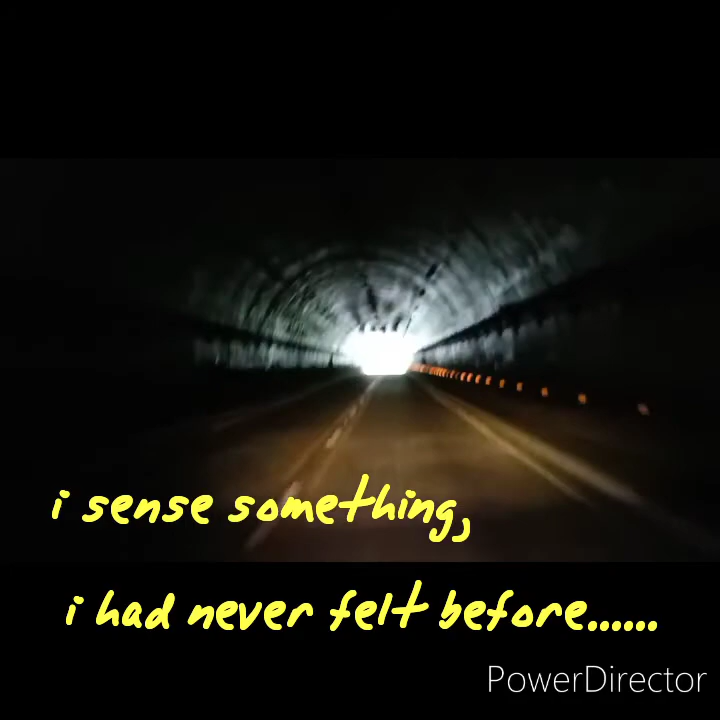 i sense something,
i had never felt before......
PowerDirector